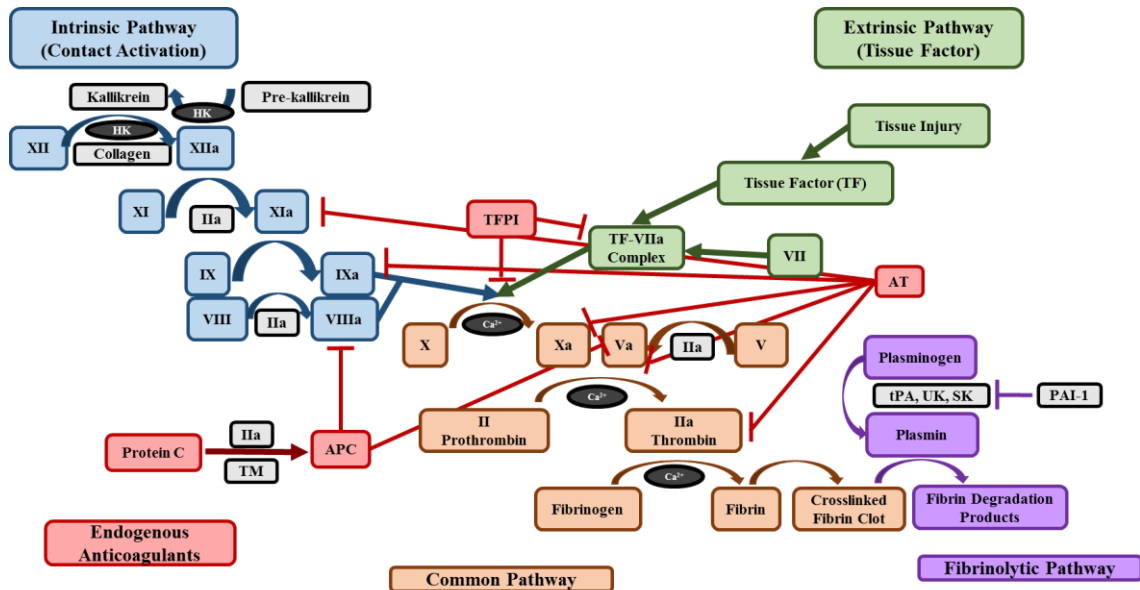 Intrinsic Pathway
(Contact Activation)
Extrinsic Pathway
(Tissue Factor)
Kallikrein
Pre-kallikrein
HK
HK
XII
Collagen
XIIa
Tissue Injury
Tissue Factor (TF)
XI
IIa
XIa
TFPI
TF-VIIa
Complex
VII
IX
IXa
AT
VIII
IIa
VIIIa
Ca²⁺
X
Xa
Va
IIa
V
Plasminogen
tPA, UK, SK
PAI-1
Plasmin
Ca²⁺
II
Prothrombin
IIa
Thrombin
Protein C
IIa
TM
APC
Ca²⁺
Fibrinogen
Fibrin
Crosslinked
Fibrin Clot
Fibrin Degradation
Products
Endogenous
Anticoagulants
Common Pathway
Fibrinolytic Pathway